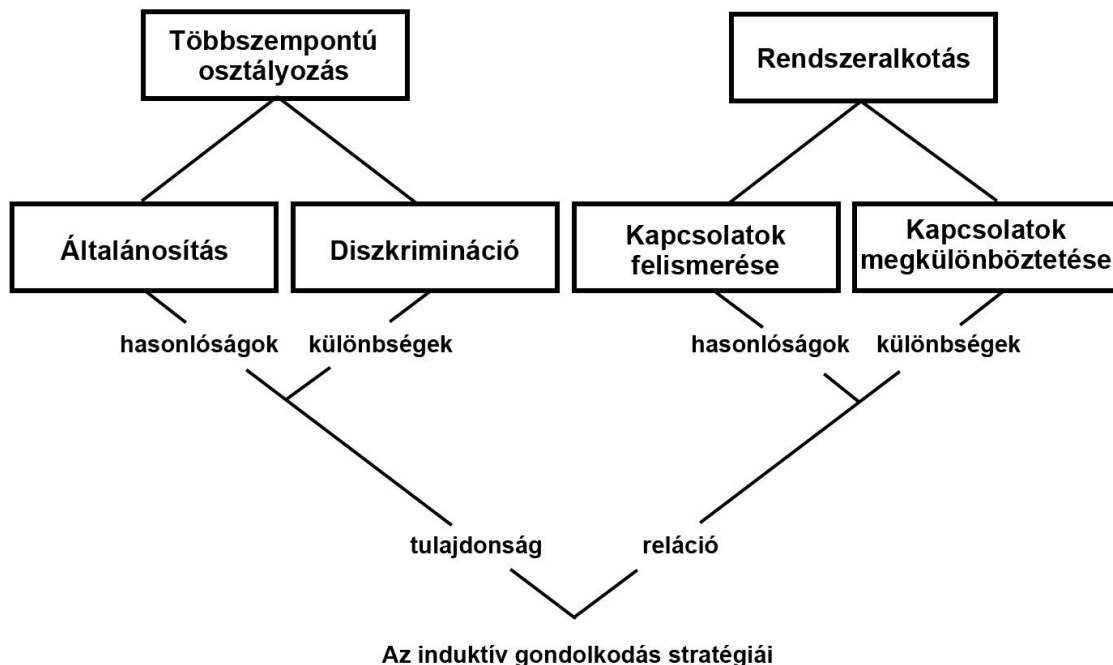 Többszempontú
osztályozás
Rendszeralkotás
Általánosítás
Diszkrimináció
Kapcsolatok
felismerése
Kapcsolatok
megkülönböztetése
hasonlóságok
különbségek
hasonlóságok
különbségek
tulajdonság
reláció
Az induktív gondolkodás stratégiái